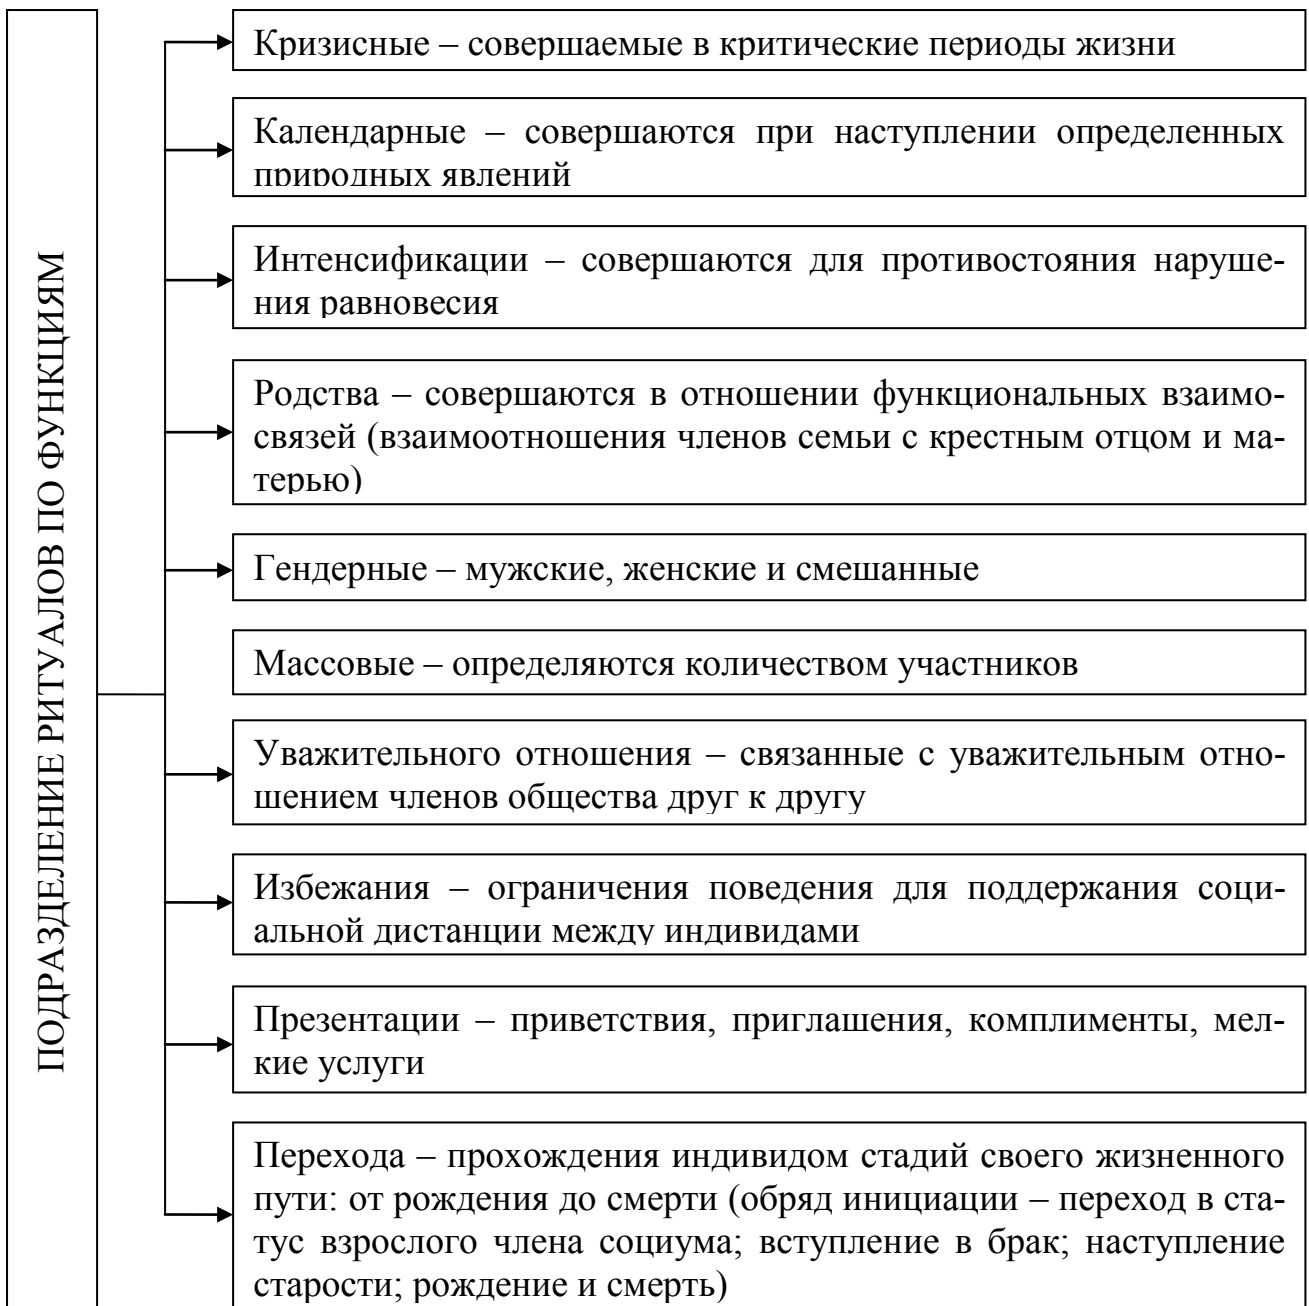 ПОДРАЗДЕЛЕНИЕ РИТУАЛОВ ПО ФУНКЦИЯМ
Кризисные – совершаемые в критические периоды жизни
Календарные – совершаются при наступлении определенных
природных явлений
Интенсификации – совершаются для противостояния наруше-
ния равновесия
Родства – совершаются в отношении функциональных взаимо-
связей (взаимоотношения членов семьи с крестным отцом и ма-
терью)
Гендерные – мужские, женские и смешанные
Массовые – определяются количеством участников
Уважительного отношения – связанные с уважительным отно-
шением членов общества друг к другу
Избежания – ограничения поведения для поддержания соци-
альной дистанции между индивидами
Презентации – приветствия, приглашения, комплименты, мел-
кие услуги
Перехода – прохождения индивидом стадий своего жизненного
пути: от рождения до смерти (обряд инициации – переход в ста-
тус взрослого члена социума; вступление в брак; наступление
старости; рождение и смерть)